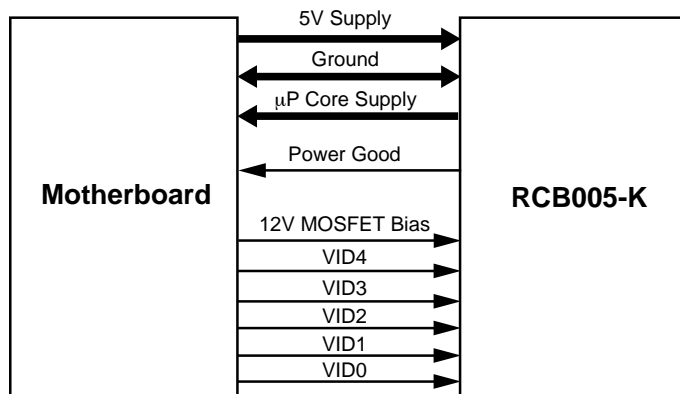 5V Supply
Ground
µP Core Supply
Power Good
Motherboard
RCB005-K
12V MOSFET Bias
VID4
VID3
VID2
VID1
VID0